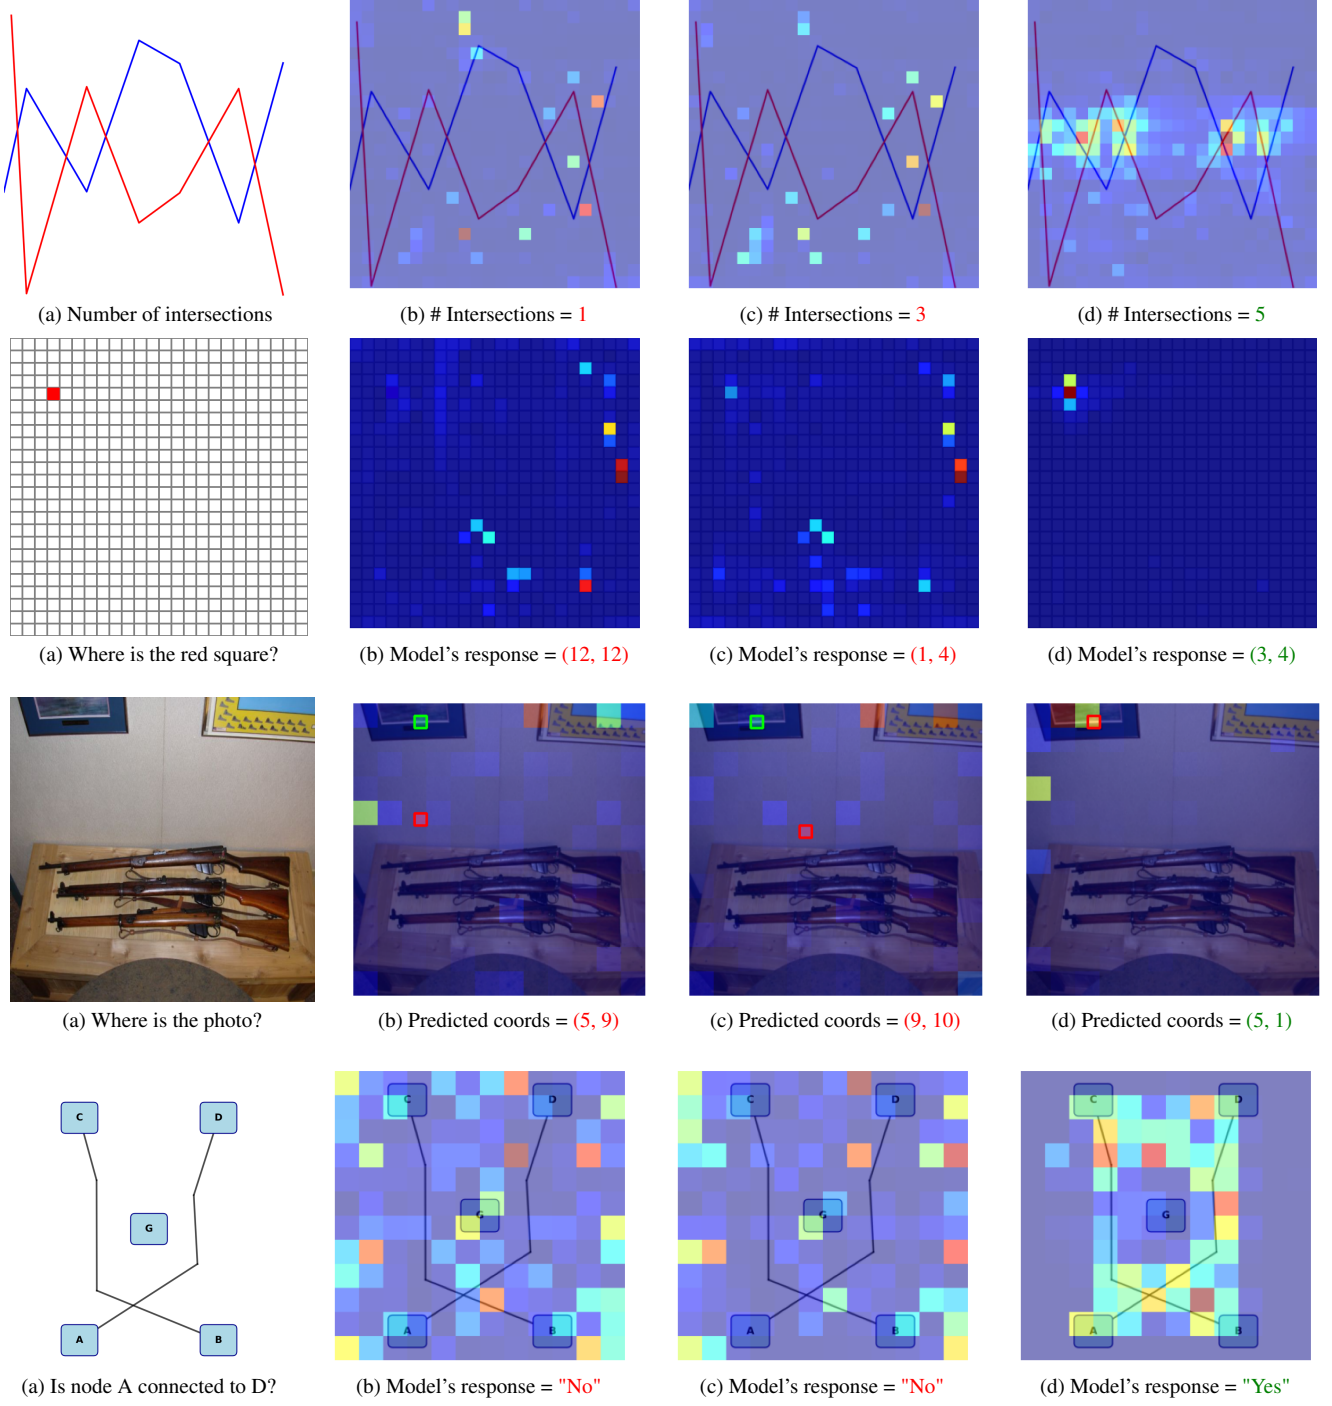 (a) Number of intersections
(b) # Intersections = 1
(c) # Intersections = 3
(d) # Intersections = 5
(a) Where is the red square?
(b) Model's response = (12, 12)
(c) Model's response = (1, 4)
(d) Model's response = (3, 4)
(a) Where is the photo?
(b) Predicted coords = (5, 9)
(c) Predicted coords = (9, 10)
(d) Predicted coords = (5, 1)
C D
G
A B
C D
G
A B
C D
G
A B
C D
G
A B
(a) Is node A connected to D?
(b) Model's response = "No"
(c) Model's response = "No"
(d) Model's response = "Yes"